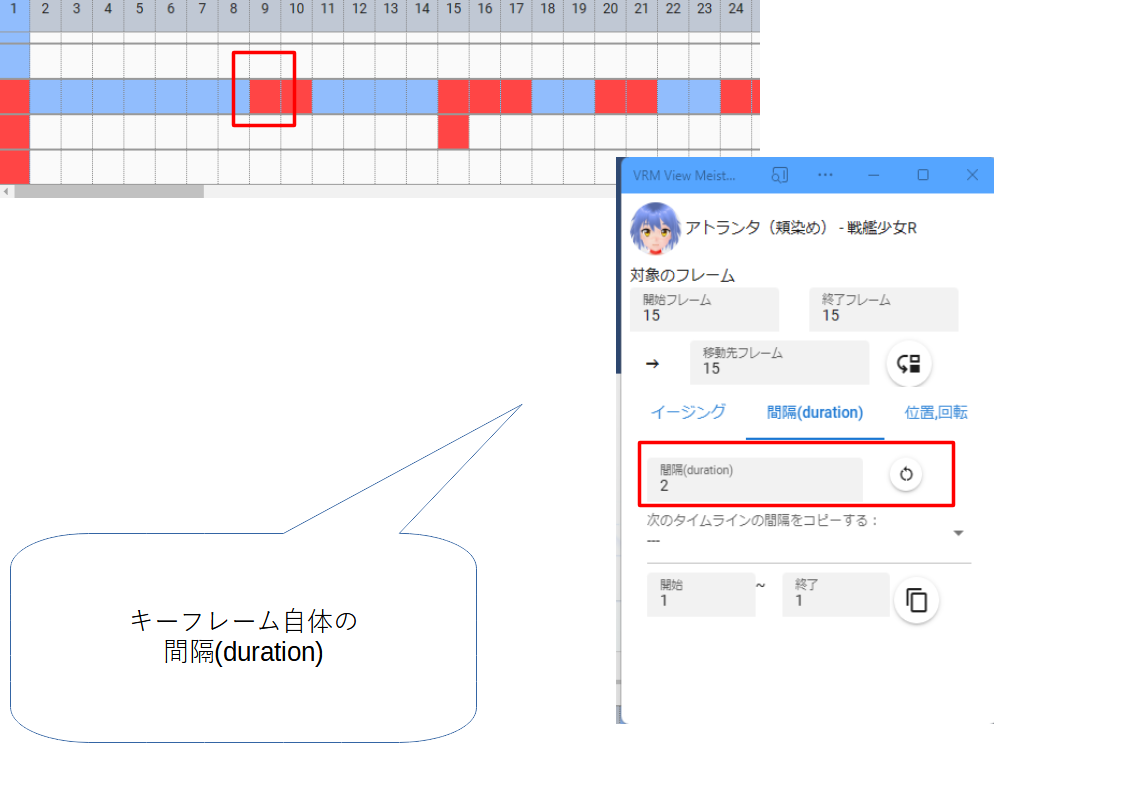 1 2 3 4 5 6 7 8 9 10 11 12 13 14 15 16 17 18 19 20 21 22 23 24
VRM View Meist...
アトランタ（頬染め） - 戦艦少女R
対象のフレーム
開始フレーム 終了フレーム
15 15
→ 移動先フレーム
15
イージング 間隔(duration) 位置,回転
間隔(duration)
2
次のタイムラインの間隔をコピーする：
---
開始 ~ 終了
1 1
キーフレーム自体の
間隔(duration)